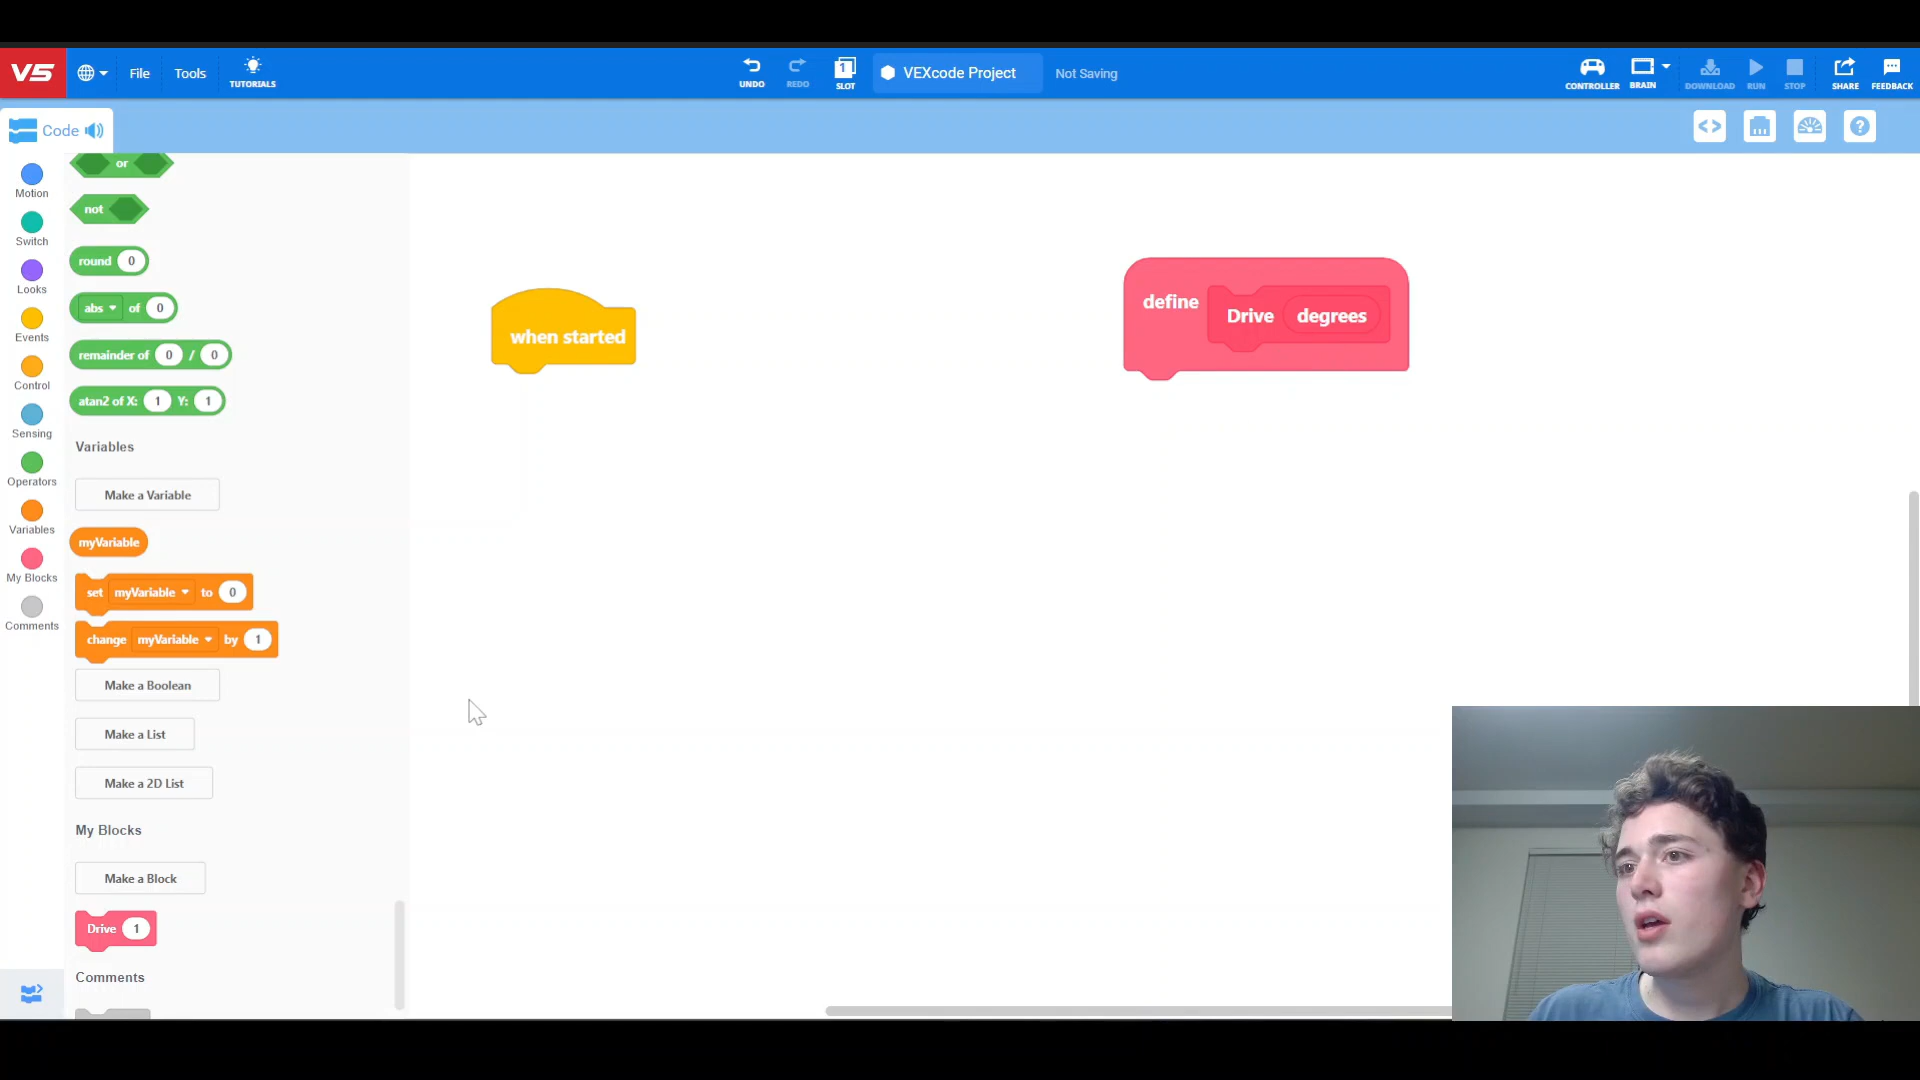 V5
File
Tools
TUTORIALS
UNDO
REDO
1
SLOT
VEXcode Project
Not Saving
CONTROLLER
BRAIN
DOWNLOAD
RUN
STOP
SHARE
FEEDBACK
Code
Motion
Switch
Looks
Events
Control
Sensing
Operators
Variables
My Blocks
Comments
or
not
round 0
abs of 0
remainder of 0 / 0
atan2 of X: 1 Y: 1
Variables
Make a Variable
myVariable
set myVariable to 0
change myVariable by 1
Make a Boolean
Make a List
Make a 2D List
My Blocks
Make a Block
Drive 1
Comments
when started
define Drive degrees